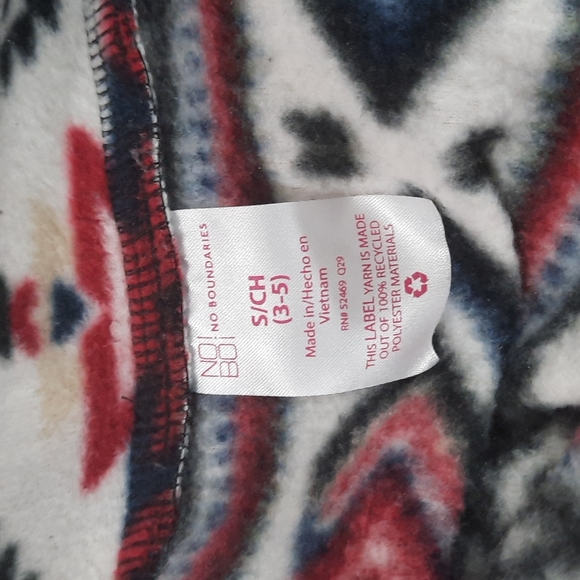 NO!
BO!
NO BOUNDARIES
S/CH
(3-5)
Made in/Hecho en
Vietnam
RN# 52469 Q29
THIS LABEL YARN IS MADE
OUT OF 100% RECYCLED
POLYESTER MATERIALS